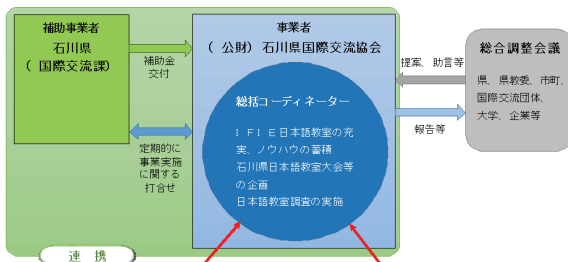 補助事業者
石川県
( 国際交流課)
補助金
交付
定期的に
事業実施
に関する
打合せ
事業者
( 公財) 石川県国際交流協会
総括コーディネーター
ＩＦＩＥ日本語教室の充
実、ノウハウの蓄積
石川県日本語教室大会等
の企画
日本語教室調査の実施
提案、助言等
報告等
総合調整会議
県、県教委、市町、
国際交流団体、
大学、企業等
連 携